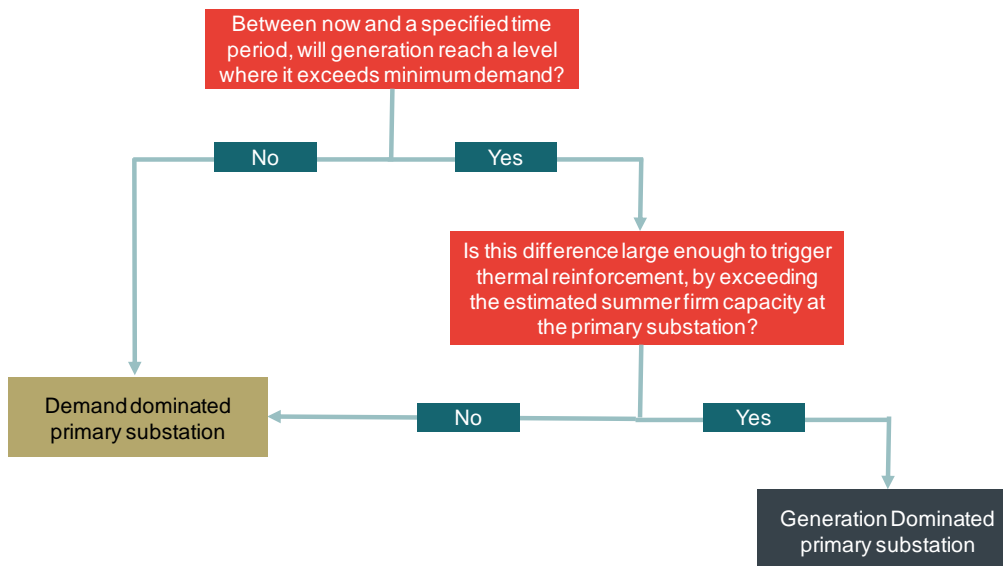 Between now and a specified time
period, will generation reach a level
where it exceeds minimum demand?
No
Yes
Is this difference large enough to trigger
thermal reinforcement, by exceeding
the estimated summer firm capacity at
the primary substation?
Demand dominated
primary substation
No
Yes
Generation Dominated
primary substation